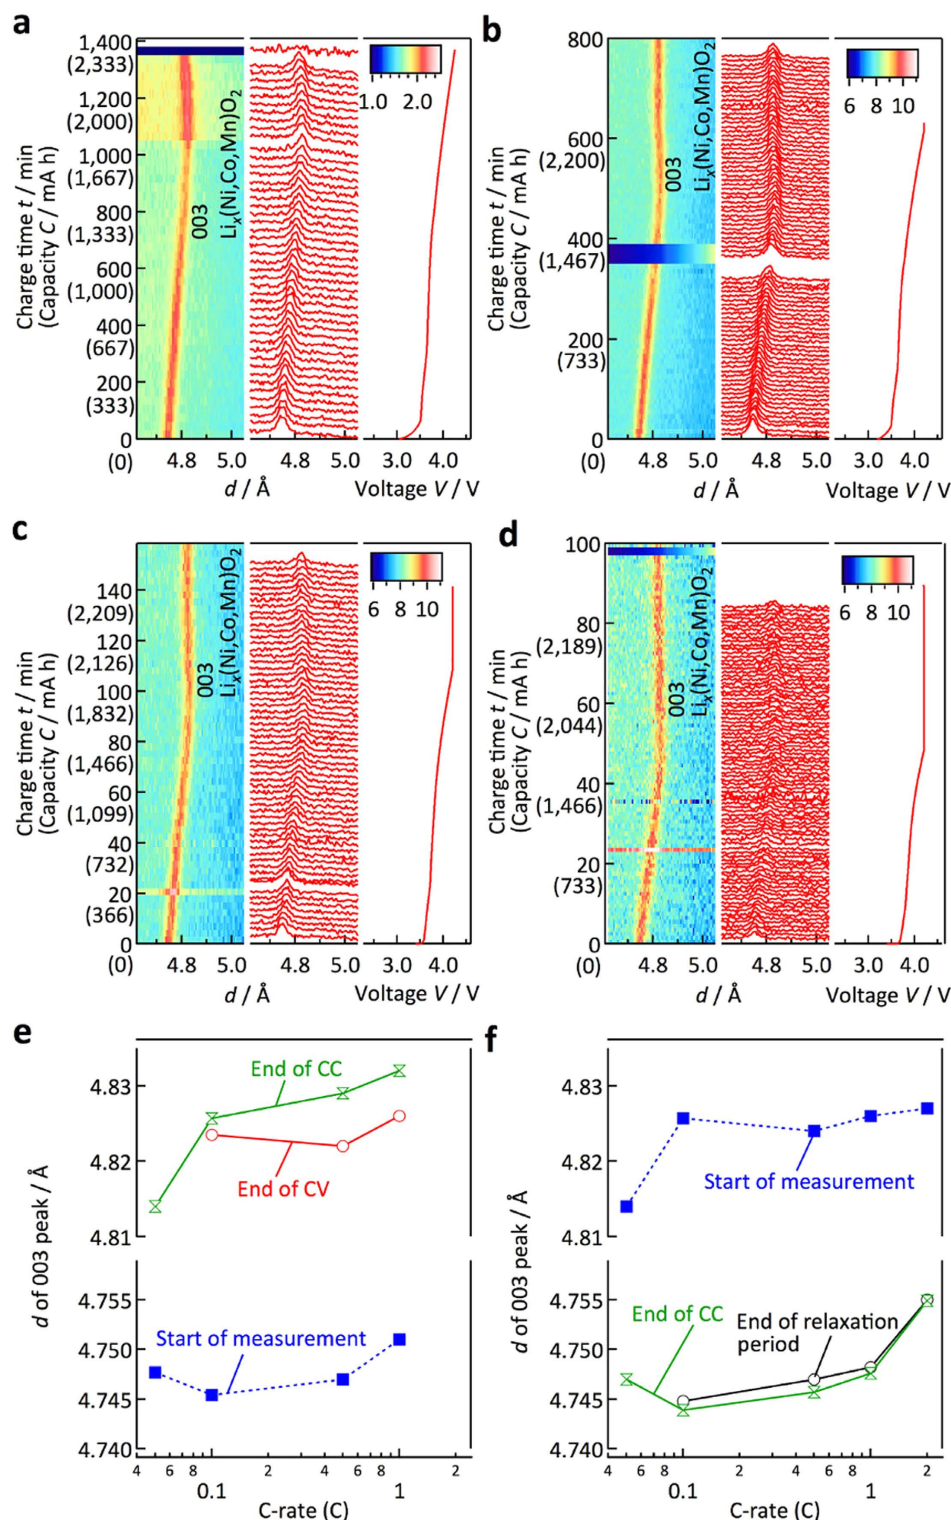 a
Charge time t / min
(Capacity C / mA h)
1,400
(2,333)
1,200
(2,000)
1,000
(1,667)
800
(1,333)
600
(1,000)
400
(667)
200
(333)
0
(0)
003
Lix(Ni,Co,Mn)O2
1.0 2.0
4.8 5.0
d / Å
4.8 5.0
3.0 4.0
Voltage V / V
b
Charge time t / min
(Capacity C / mA h)
800
600
(2,200)
400
(1,467)
200
(733)
0
(0)
003
Lix(Ni,Co,Mn)O2
6 8 10
4.8 5.0
d / Å
4.8 5.0
3.0 4.0
Voltage V / V
c
Charge time t / min
(Capacity C / mA h)
140
(2,209)
120
(2,126)
100
(1,832)
80
(1,466)
60
(1,099)
40
(732)
20
(366)
0
(0)
003
Lix(Ni,Co,Mn)O2
6 8 10
4.8 5.0
d / Å
4.8 5.0
3.0 4.0
Voltage V / V
d
Charge time t / min
(Capacity C / mA h)
100
80
(2,189)
60
(2,044)
40
(1,466)
20
(733)
0
(0)
003
Lix(Ni,Co,Mn)O2
6 8 10
4.8 5.0
d / Å
4.8 5.0
3.0 4.0
Voltage V / V
e
d of 003 peak / Å
4.83
4.82
4.81
4.755
4.750
4.745
4.740
End of CC
End of CV
Start of measurement
4 6 8 2 4 6 8 2
0.1 1
C-rate (C)
f
d of 003 peak / Å
4.83
4.82
4.81
4.755
4.750
4.745
4.740
Start of measurement
End of CC
End of relaxation
period
4 6 8 2 4 6 8 2
0.1 1
C-rate (C)